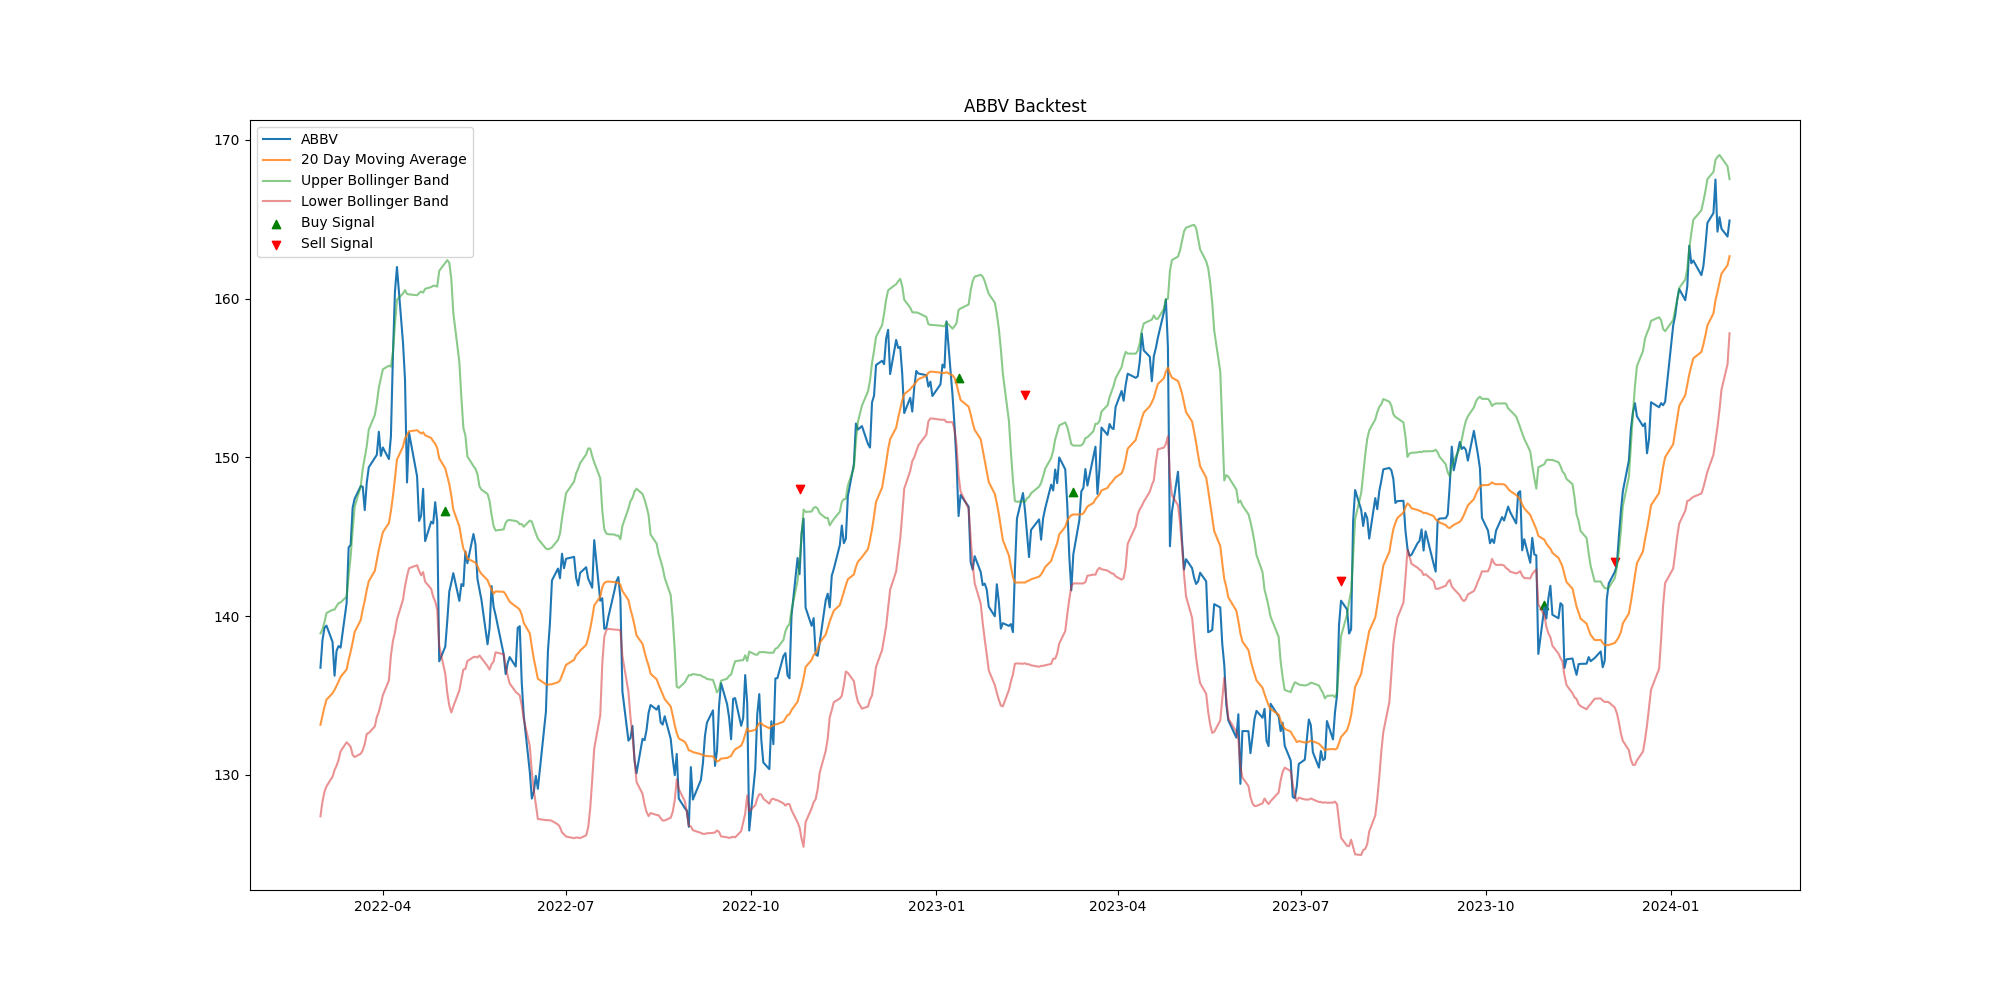 ABBV Backtest
ABBV
20 Day Moving Average
Upper Bollinger Band
Lower Bollinger Band
Buy Signal
Sell Signal
170
160
150
140
130
2022-04
2022-07
2022-10
2023-01
2023-04
2023-07
2023-10
2024-01